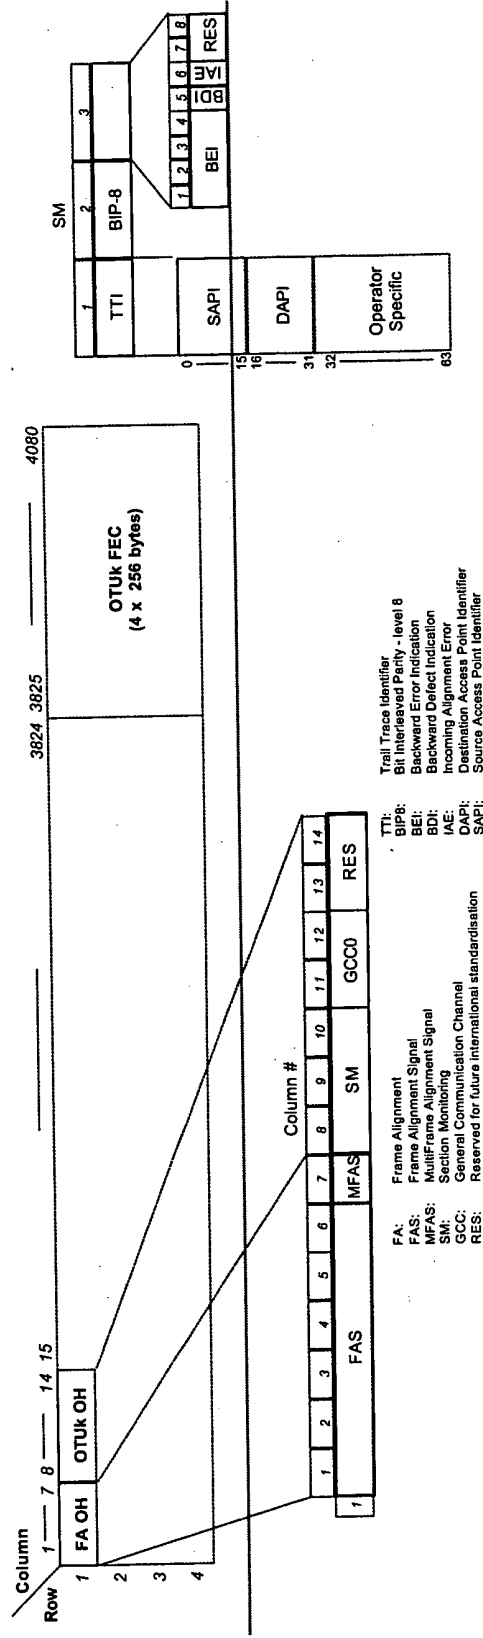 Column
Row
1 7 8 14 15 3824 3825 4080
1 FA OH OTUk OH
2
3
4
OTUk FEC
(4 x 256 bytes)
SM
1 2 3
TTI BIP-8
1 2 3 4 5 6 7 8
BEI BDI IAE RES
0
SAPI
15
16
DAPI
31
32
Operator
Specific
63
Column #
1 2 3 4 5 6 7 8 9 10 11 12 13 14
1 FAS MFAS SM GCC0 RES
FA: Frame Alignment
FAS: Frame Alignment Signal
MFAS: MultiFrame Alignment Signal
SM: Section Monitoring
GCC: General Communication Channel
RES: Reserved for future international standardisation
TTI: Trail Trace Identifier
BIP8: Bit Interleaved Parity - level 8
BEI: Backward Error Indication
BDI: Backward Defect Indication
IAE: Incoming Alignment Error
DAPI: Destination Access Point Identifier
SAPI: Source Access Point Identifier